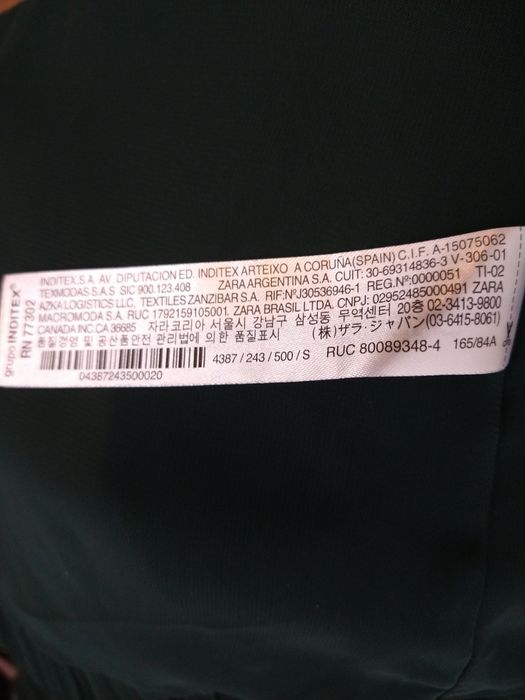 grupo INDITEX
RN 77302
INDITEX.S.A. AV. DIPUTACION ED. INDITEX ARTEIXO A CORUÑA(SPAIN) C.I.F. A-15075062
TEXMODAS S.A.S SIC 900.123.408 ZARA ARGENTINA S.A. CUIT: 30-69314836-3 V-306-01
AZKA LOGISTICS LLC, TEXTILES ZANZIBAR S.A. RIF:NºJ30536946-1 REG.Nº:0000051 TI-02
MACROMODA S.A. RUC 1792159105001. ZARA BRASIL LTDA. CNPJ: 02952485000491 ZARA
CANADA INC.CA 36685 자라코리아 서울시 강남구 삼성동 무역센터 20층 02-3413-9800
품질경영 및 공산품안전 관리법에 의한 품질표시 (株)ザラ・ジャパン(03-6415-8061)
4387 / 243 / 500 / S RUC 80089348-4 165/84A
04387243500020